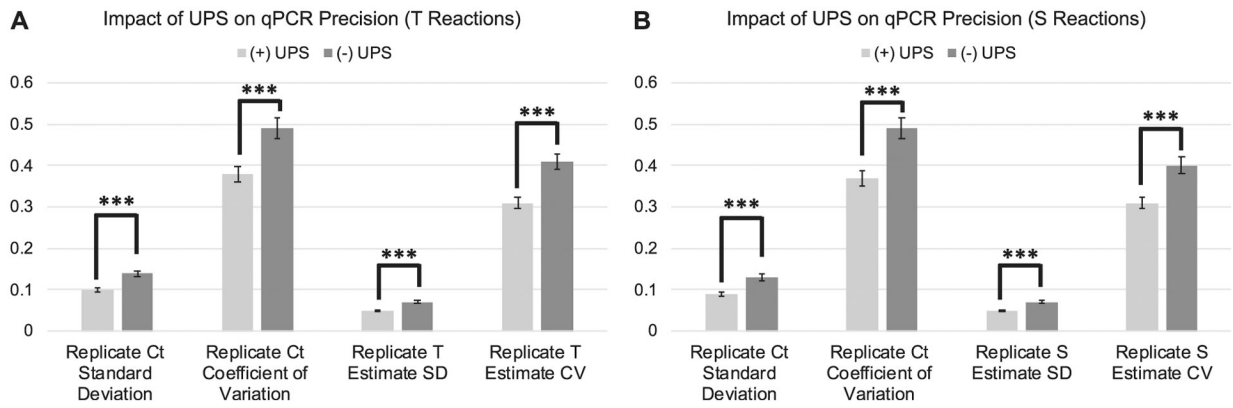 A
Impact of UPS on qPCR Precision (T Reactions)
(+) UPS (-) UPS
0.6
0.5
0.4
0.3
0.2
0.1
0
***
***
***
***
Replicate Ct
Standard
Deviation
Replicate Ct
Coefficient of
Variation
Replicate T
Estimate SD
Replicate T
Estimate CV
B
Impact of UPS on qPCR Precision (S Reactions)
(+) UPS (-) UPS
0.6
0.5
0.4
0.3
0.2
0.1
0
***
***
***
***
Replicate Ct
Standard
Deviation
Replicate Ct
Coefficient of
Variation
Replicate S
Estimate SD
Replicate S
Estimate CV